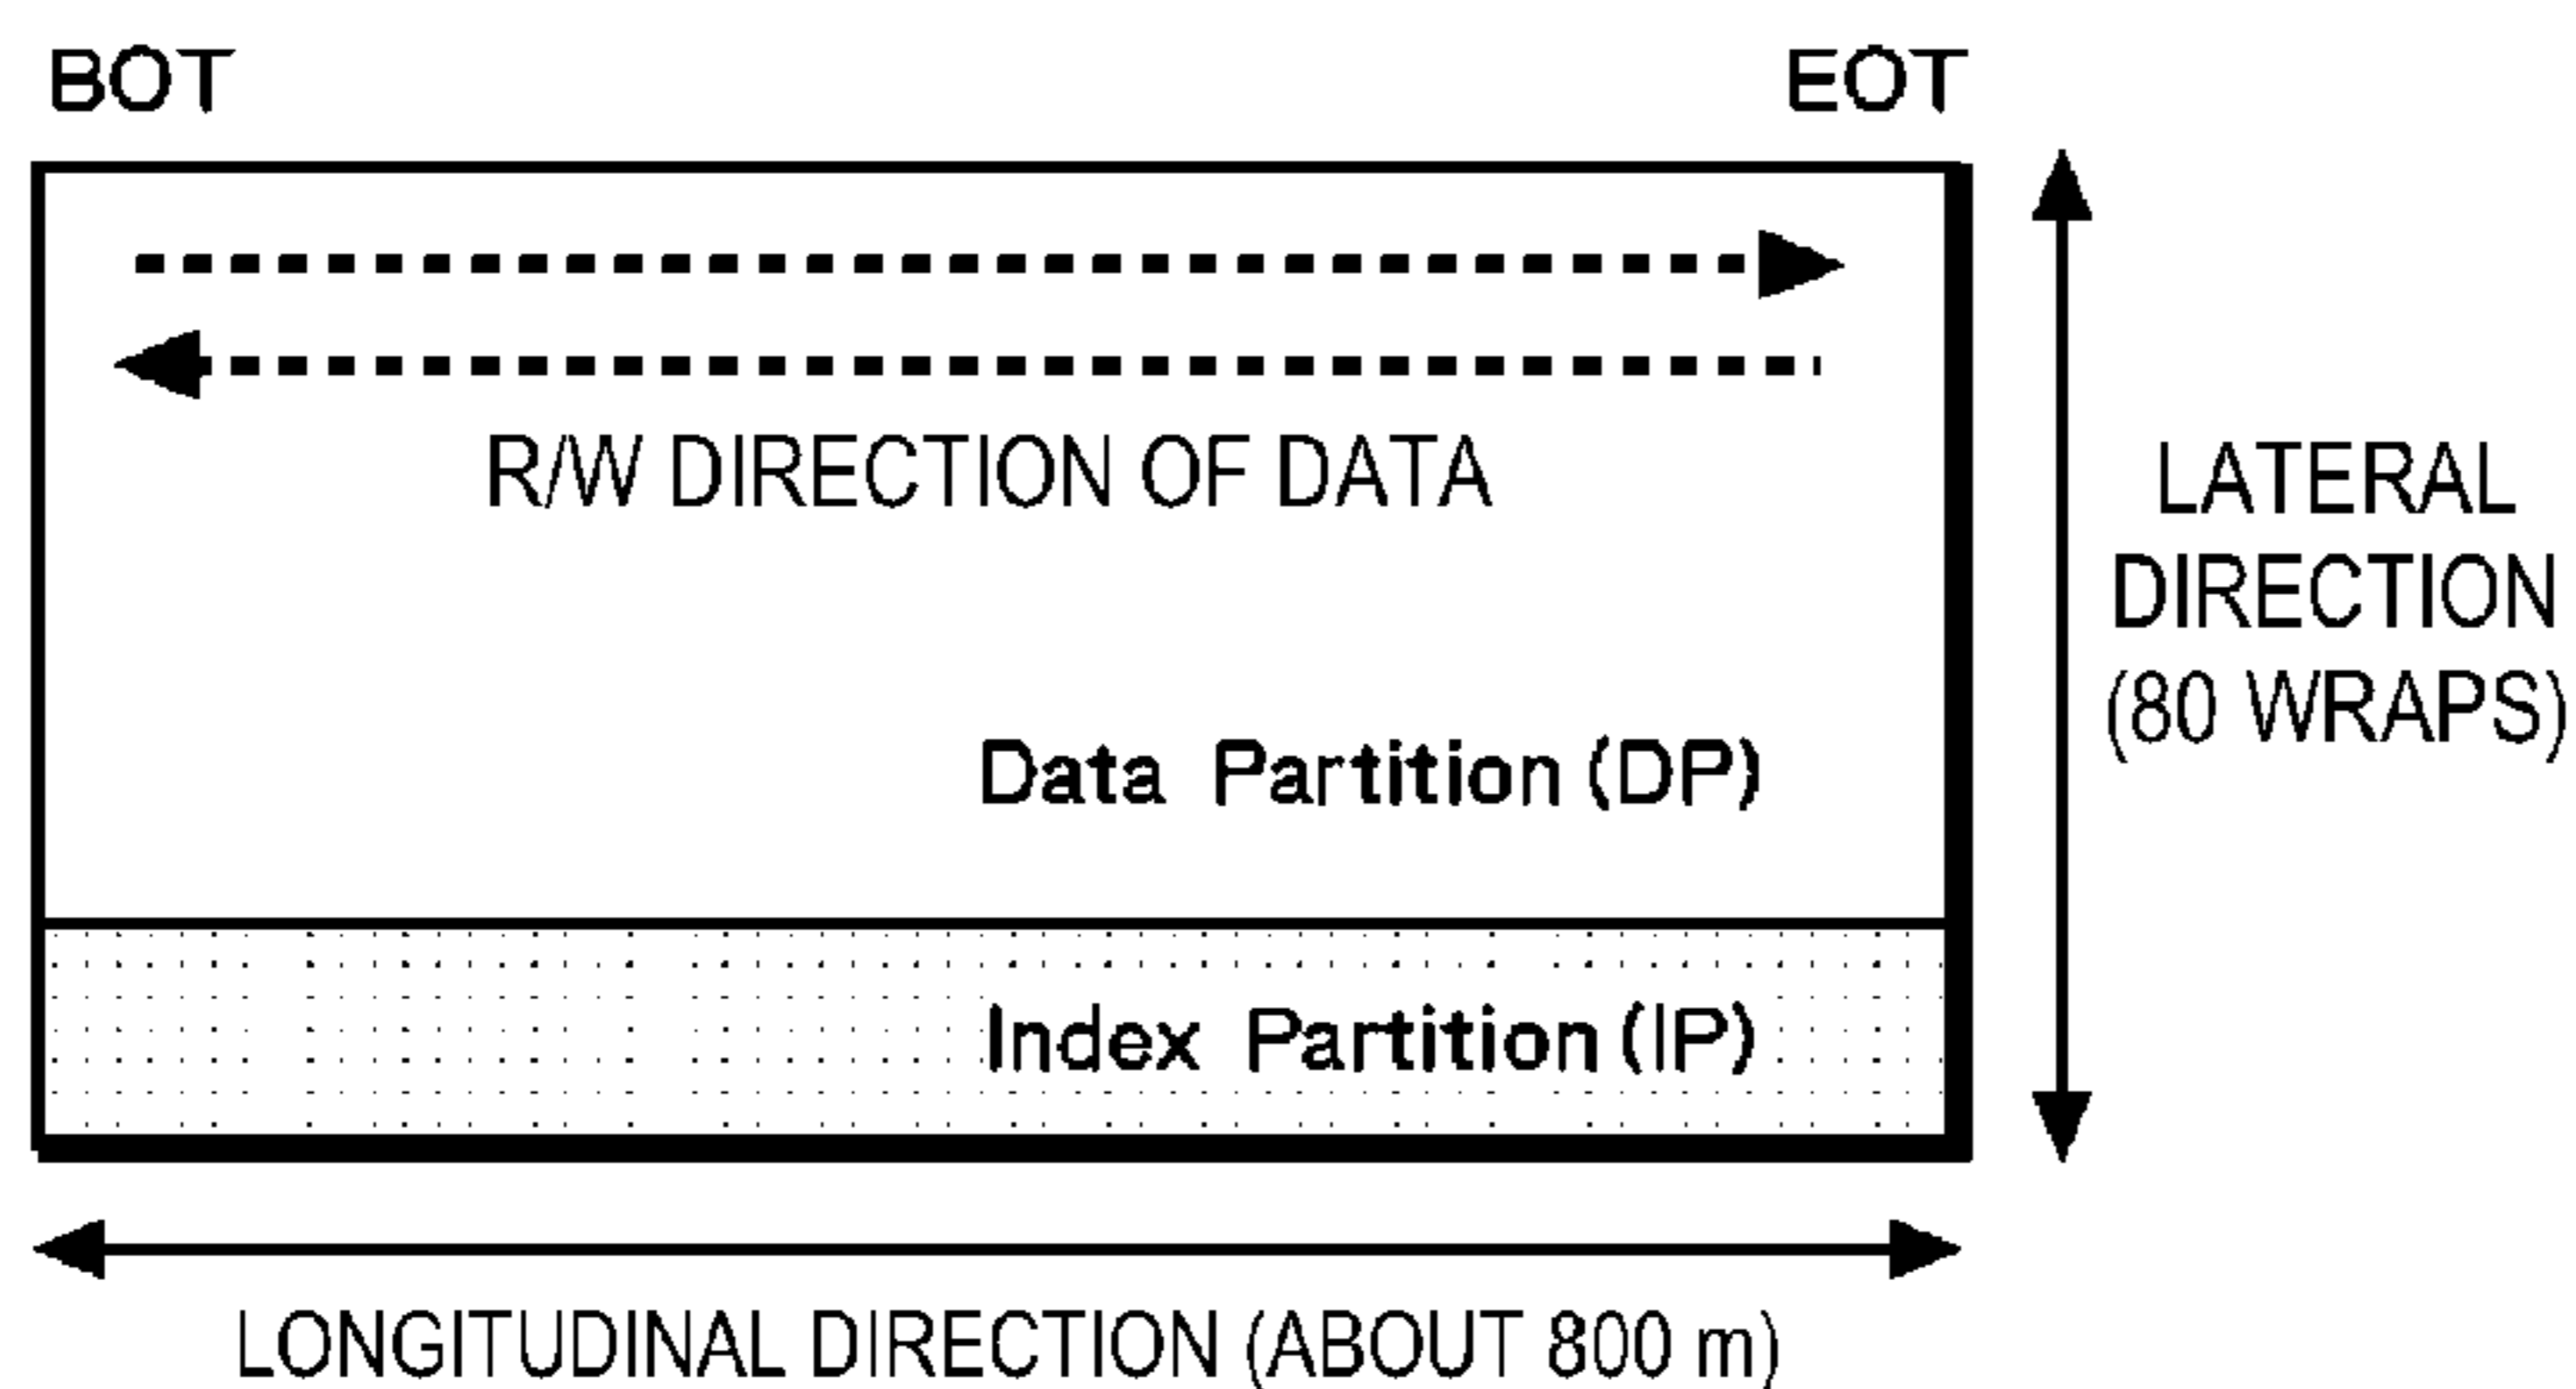 BOT
EOT
R/W DIRECTION OF DATA
LATERAL
DIRECTION
(80 WRAPS)
Data Partition (DP)
Index Partition (IP)
LONGITUDINAL DIRECTION (ABOUT 800 m)